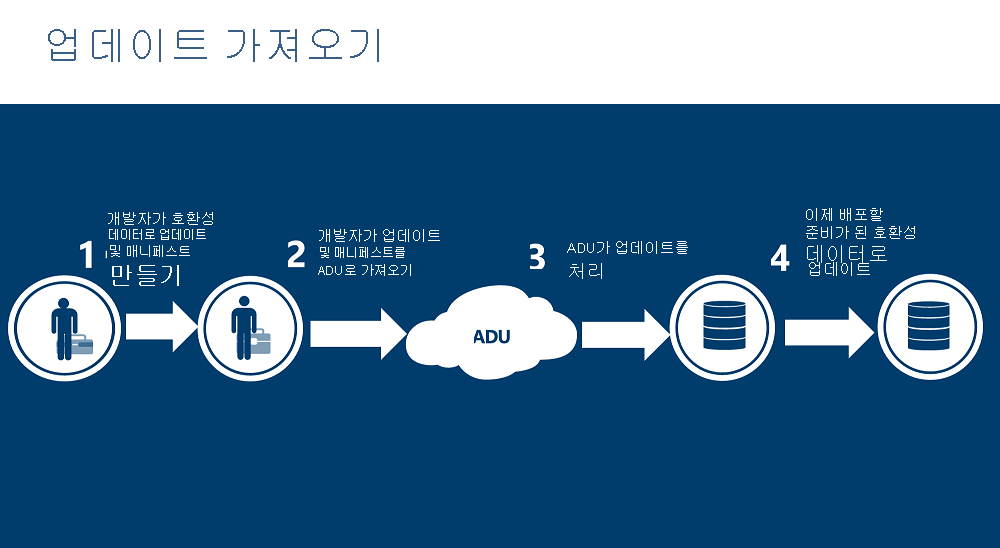 업데이트 가져오기
1
개발자가 호환성
데이터로 업데이트
및 매니페스트
만들기
2
개발자가 업데이트
및 매니페스트를
ADU로 가져오기
ADU
3
ADU가 업데이트를
처리
4
이제 배포할
준비가 된 호환성
데이터로
업데이트